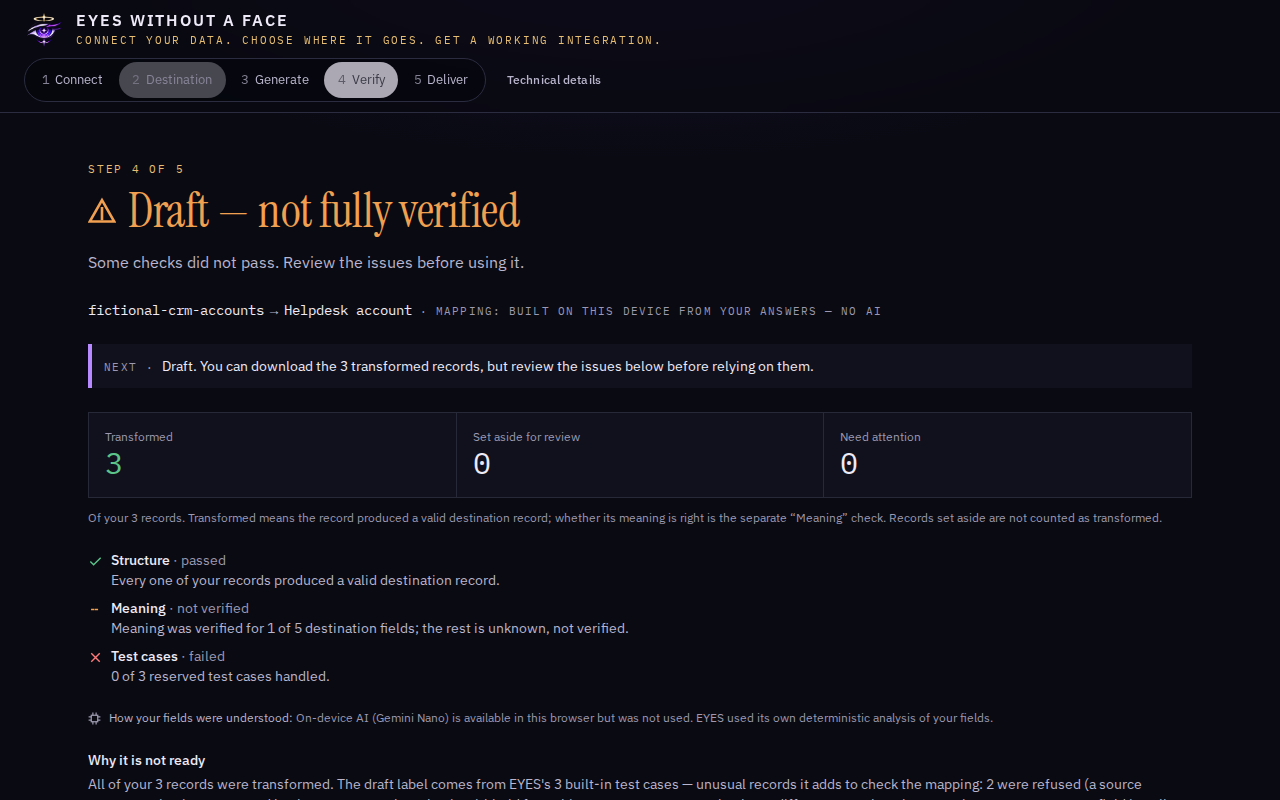 EYES WITHOUT A FACE
CONNECT YOUR DATA. CHOOSE WHERE IT GOES. GET A WORKING INTEGRATION.
1 Connect 2 Destination 3 Generate 4 Verify 5 Deliver Technical details
STEP 4 OF 5
Draft — not fully verified
Some checks did not pass. Review the issues before using it.
fictional-crm-accounts → Helpdesk account · MAPPING: BUILT ON THIS DEVICE FROM YOUR ANSWERS — NO AI
NEXT · Draft. You can download the 3 transformed records, but review the issues below before relying on them.
Transformed Set aside for review Need attention
3 0 0
Of your 3 records. Transformed means the record produced a valid destination record; whether its meaning is right is the separate “Meaning” check. Records set aside are not counted as transformed.
Structure · passed
Every one of your records produced a valid destination record.
Meaning · not verified
Meaning was verified for 1 of 5 destination fields; the rest is unknown, not verified.
Test cases · failed
0 of 3 reserved test cases handled.
How your fields were understood: On-device AI (Gemini Nano) is available in this browser but was not used. EYES used its own deterministic analysis of your fields.
Why it is not ready
All of your 3 records were transformed. The draft label comes from EYES's 3 built-in test cases — unusual records it adds to check the mapping: 2 were refused (a source